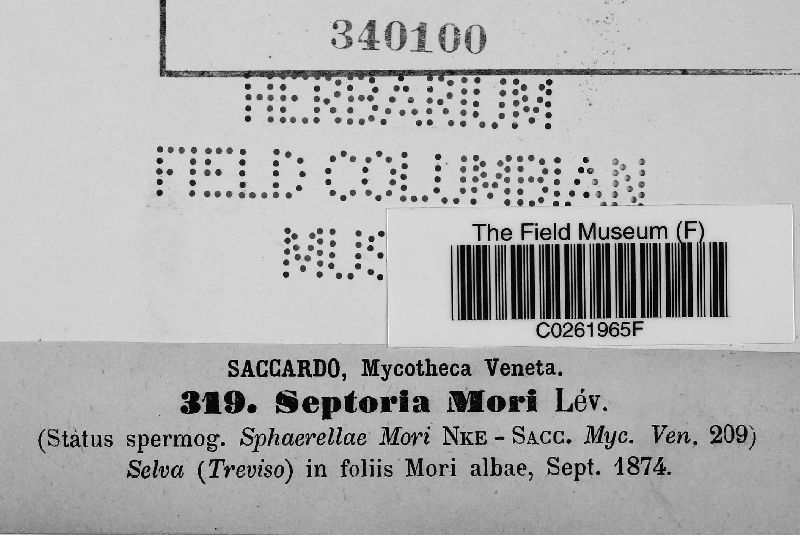 340100
HERBARIUM
FIELD COLUMBIAN
MUS
The Field Museum (F)
C0261965F
SACCARDO, Mycotheca Veneta.
319. Septoria Mori Lév.
(Status spermog. Sphaerellae Mori NKE - SACC. Myc. Ven. 209)
Selva (Treviso) in foliis Mori albae, Sept. 1874.